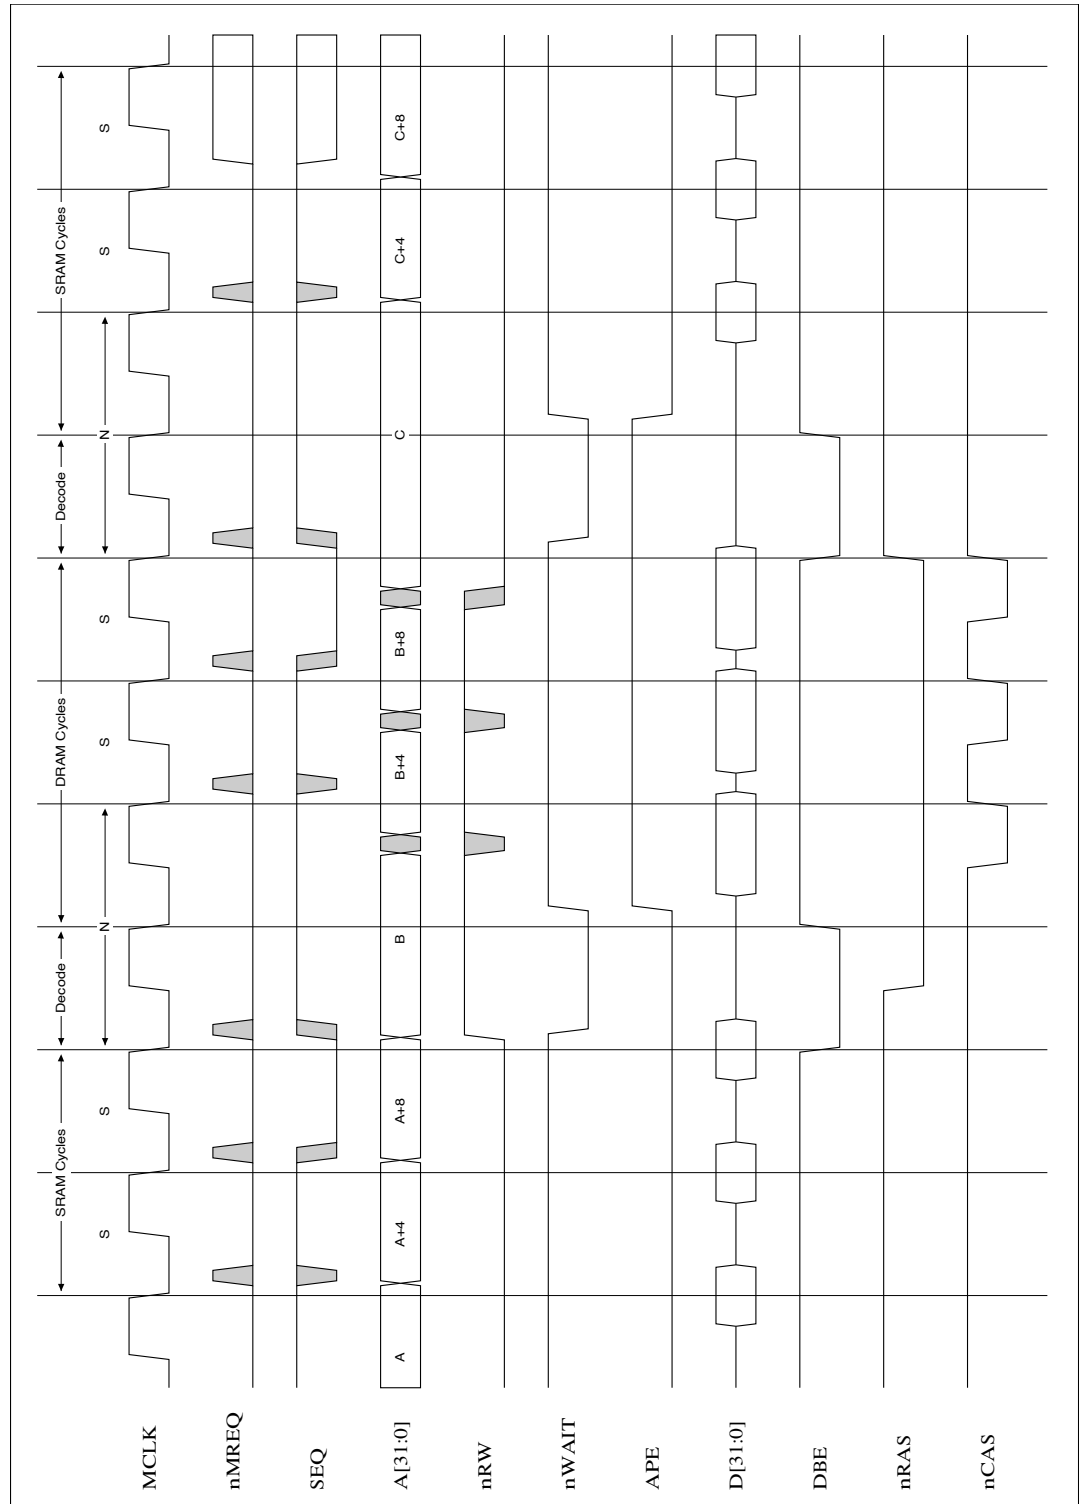 SRAM Cycles Decode DRAM Cycles Decode SRAM Cycles
S S N S S N S S
MCLK
nMREQ
SEQ
A[31:0] A A+4 A+8 B B+4 B+8 C C+4 C+8
nRW
nWAIT
APE
D[31:0]
DBE
nRAS
nCAS